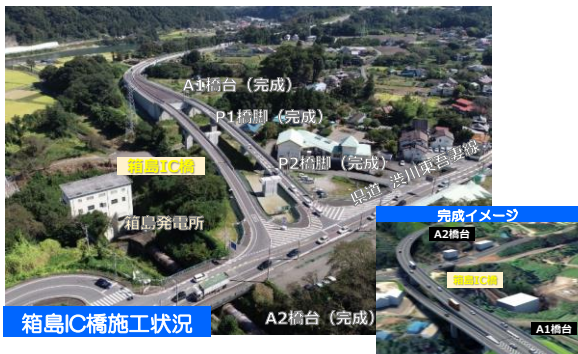 A1橋台（完成）
P1橋脚（完成）
箱島IC橋
P2橋脚（完成）
県道 渋川東吾妻線
箱島発電所
完成イメージ
A2橋台
箱島IC橋
A1橋台
A2橋台（完成）
箱島IC橋施工状況